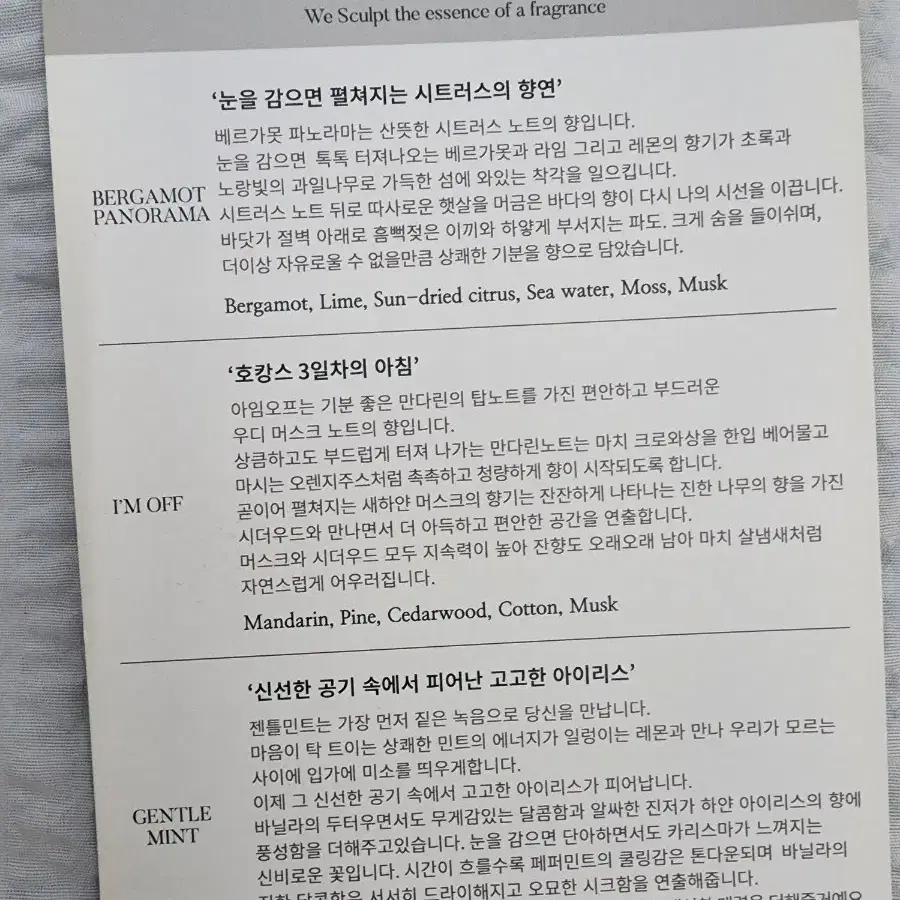 We Sculpt the essence of a fragrance
‘눈을 감으면 펼쳐지는 시트러스의 향연’
BERGAMOT
PANORAMA
베르가못 파노라마는 산뜻한 시트러스 노트의 향입니다.
눈을 감으면 톡톡 터져나오는 베르가못과 라임 그리고 레몬의 향기가 초록과
노랑빛의 과일나무로 가득한 섬에 와있는 착각을 일으킵니다.
시트러스 노트 뒤로 따사로운 햇살을 머금은 바다의 향이 다시 나의 시선을 이끕니다.
바닷가 절벽 아래로 흠뻑젖은 이끼와 하얗게 부서지는 파도. 크게 숨을 들이쉬며,
더이상 자유로울 수 없을만큼 상쾌한 기분을 향으로 담았습니다.
Bergamot, Lime, Sun-dried citrus, Sea water, Moss, Musk
‘호캉스 3일차의 아침’
I'M OFF
아임오프는 기분 좋은 만다린의 탑노트를 가진 편안하고 부드러운
우디 머스크 노트의 향입니다.
상큼하고도 부드럽게 터져 나가는 만다린노트는 마치 크로와상을 한입 베어물고
마시는 오렌지주스처럼 촉촉하고 청량하게 향이 시작되도록 합니다.
곧이어 펼쳐지는 새하얀 머스크의 향기는 잔잔하게 나타나는 진한 나무의 향을 가진
시더우드와 만나면서 더 아득하고 편안한 공간을 연출합니다.
머스크와 시더우드 모두 지속력이 높아 잔향도 오래오래 남아 마치 살냄새처럼
자연스럽게 어우러집니다.
Mandarin, Pine, Cedarwood, Cotton, Musk
‘신선한 공기 속에서 피어난 고고한 아이리스’
GENTLE
MINT
젠틀민트는 가장 먼저 짙은 녹음으로 당신을 만납니다.
마음이 탁 트이는 상쾌한 민트의 에너지가 일렁이는 레몬과 만나 우리가 모르는
사이에 입가에 미소를 띄우게합니다.
이제 그 신선한 공기 속에서 고고한 아이리스가 피어납니다.
바닐라의 두터우면서도 무게감있는 달콤함과 알싸한 진저가 하얀 아이리스의 향에
풍성함을 더해주고있습니다. 눈을 감으면 단아하면서도 카리스마가 느껴지는
신비로운 꽃입니다. 시간이 흐를수록 페퍼민트의 쿨링감은 톤다운되며 바닐라의
진한 달콤함은 서서히 드라이해지고 오묘한 시크함을 연출해줍니다.